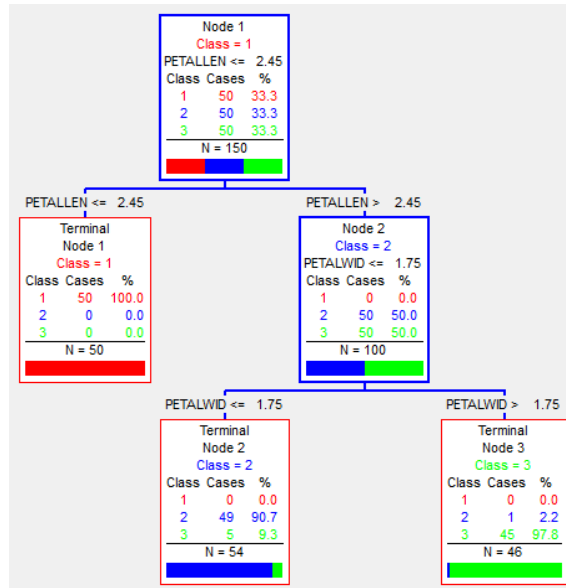 Node 1
Class = 1
PETALLEN <= 2.45
Class Cases %
1 50 33.3
2 50 33.3
3 50 33.3
N = 150
PETALLEN <= 2.45
PETALLEN > 2.45
Terminal
Node 1
Class = 1
Class Cases %
1 50 100.0
2 0 0.0
3 0 0.0
N = 50
Node 2
Class = 2
PETALWID <= 1.75
Class Cases %
1 0 0.0
2 50 50.0
3 50 50.0
N = 100
PETALWID <= 1.75
PETALWID > 1.75
Terminal
Node 2
Class = 2
Class Cases %
1 0 0.0
2 49 90.7
3 5 9.3
N = 54
Terminal
Node 3
Class = 3
Class Cases %
1 0 0.0
2 1 2.2
3 45 97.8
N = 46